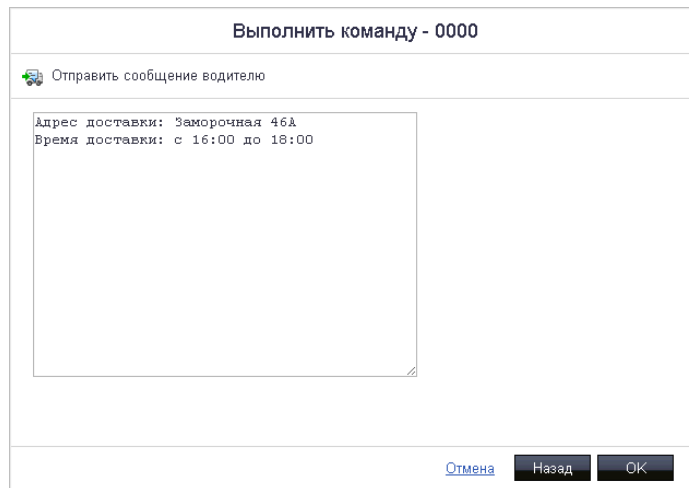 Выполнить команду - 0000
Отправить сообщение водителю
Адрес доставки: Заморочная 46А
Время доставки: с 16:00 до 18:00
Отмена
Назад
OK